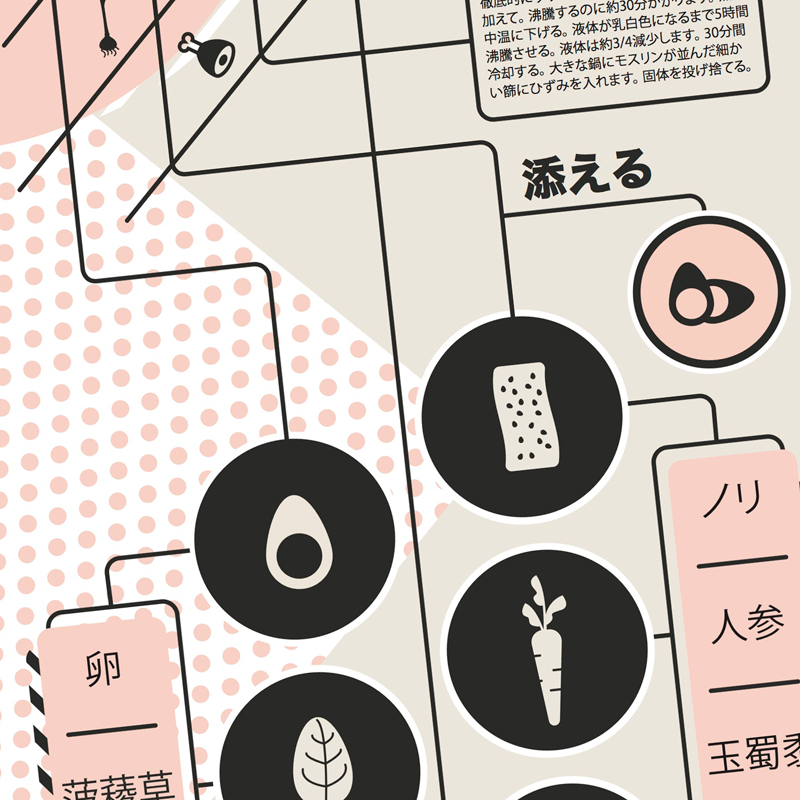 加えて。沸騰するのに約30分かかります。
中温に下げる。液体が乳白色になるまで5時間
沸騰させる。液体は約3/4減少します。30分間
冷却する。大きな鍋にモスリンが並んだ細か
い篩にひずみを入れます。固体を投げ捨てる。
添える
ノリ
人参
玉蜀黍
卵
菠薐草